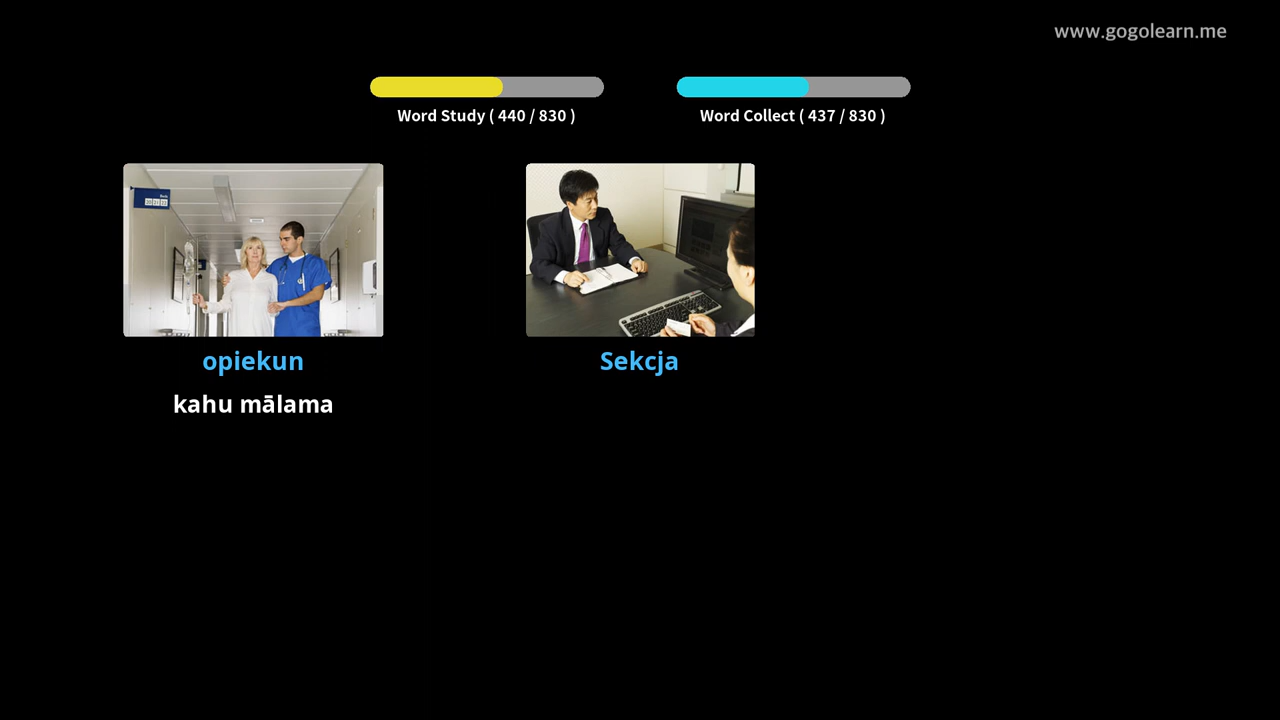 www.gogolearn.me
Word Study ( 440 / 830 )
Word Collect ( 437 / 830 )
opiekun
Sekcja
kahu mālama